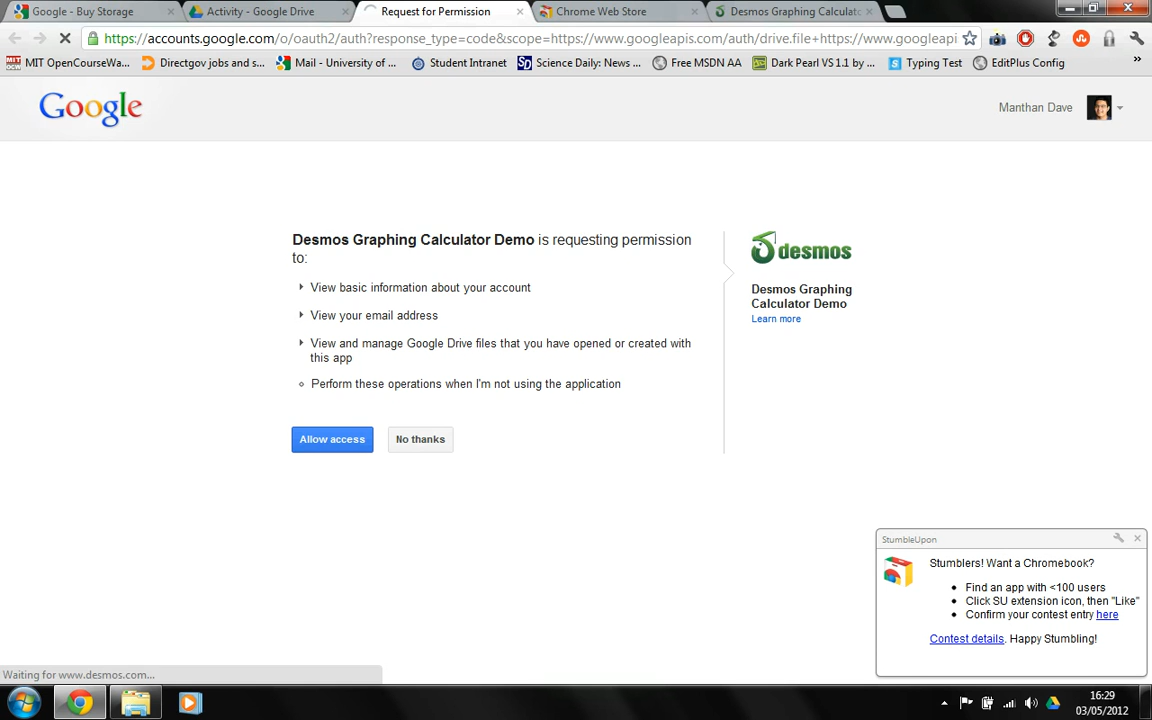 Google - Buy Storage
Activity - Google Drive
Request for Permission
Chrome Web Store
Desmos Graphing Calculato
https://accounts.google.com/o/oauth2/auth?response_type=code&scope=https://www.googleapis.com/auth/drive.file+https://www.googleapi
MIT OpenCourseWa...
Directgov jobs and s...
Mail - University of ...
Student Intranet
Science Daily: News ...
Free MSDN AA
Dark Pearl VS 1.1 by ...
Typing Test
EditPlus Config
Google
Manthan Dave
Desmos Graphing Calculator Demo is requesting permission
to:
View basic information about your account
View your email address
View and manage Google Drive files that you have opened or created with
this app
Perform these operations when I'm not using the application
Allow access
No thanks
desmos
Desmos Graphing
Calculator Demo
Learn more
StumbleUpon
Stumblers! Want a Chromebook?
Find an app with <100 users
Click SU extension icon, then "Like"
Confirm your contest entry here
Contest details. Happy Stumbling!
Waiting for www.desmos.com...
16:29
03/05/2012